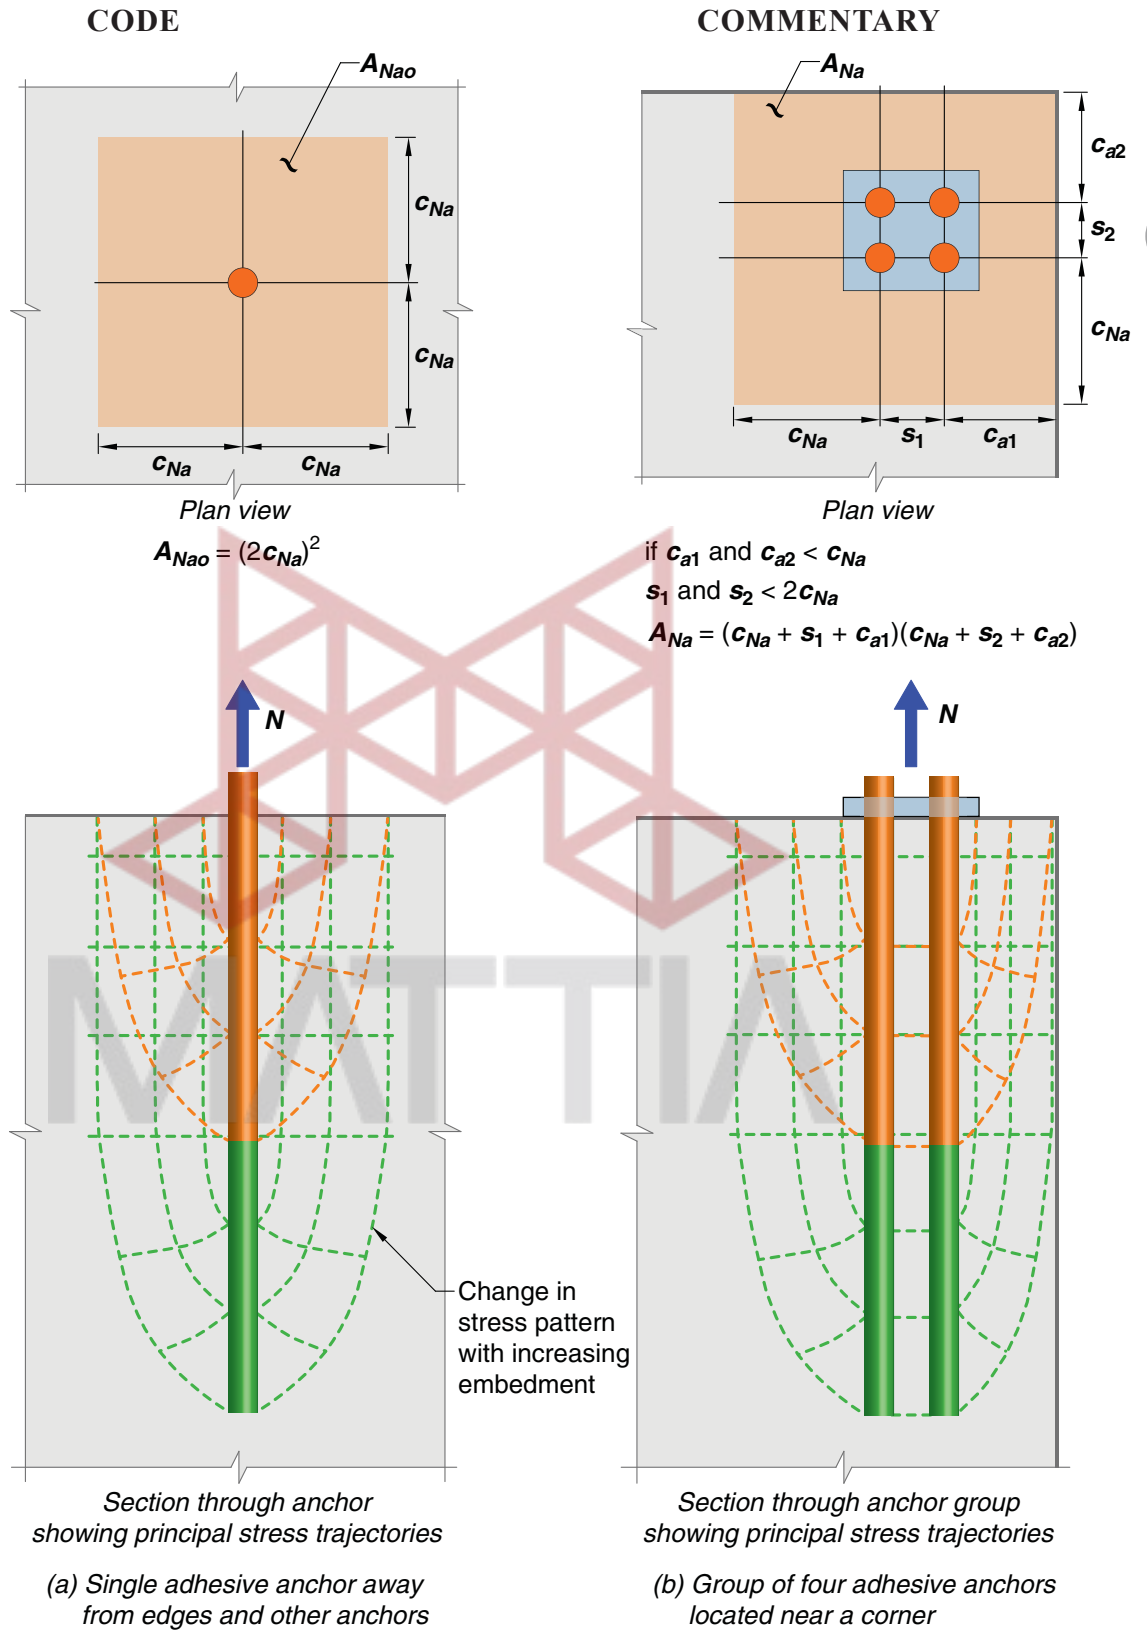 CODE
COMMENTARY
A_Nao
c_Na
c_Na
c_Na
c_Na
Plan view
A_Nao = (2c_Na)²
A_Na
c_a2
s_2
c_Na
c_Na
s_1
c_a1
Plan view
if c_a1 and c_a2 < c_Na
s_1 and s_2 < 2c_Na
A_Na = (c_Na + s_1 + c_a1)(c_Na + s_2 + c_a2)
N
N
MATTIA
Change in
stress pattern
with increasing
embedment
Section through anchor
showing principal stress trajectories
(a) Single adhesive anchor away
from edges and other anchors
Section through anchor group
showing principal stress trajectories
(b) Group of four adhesive anchors
located near a corner